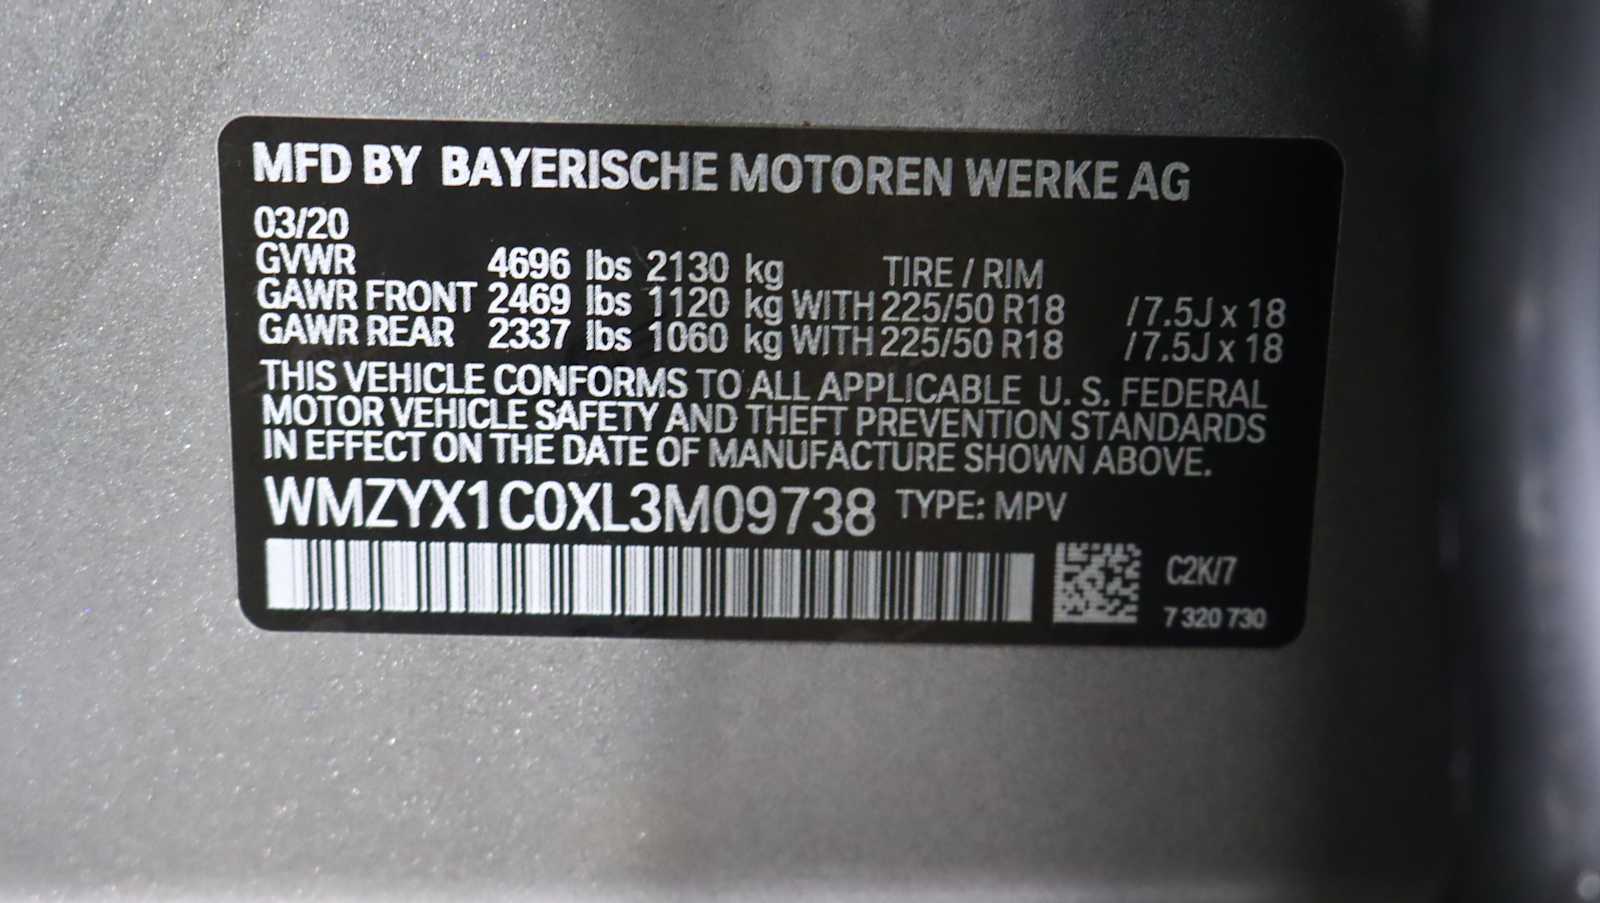 MFD BY BAYERISCHE MOTOREN WERKE AG
03/20
GVWR 4696 lbs 2130 kg TIRE / RIM
GAWR FRONT 2469 lbs 1120 kg WITH 225/50 R18 / 7.5J x 18
GAWR REAR 2337 lbs 1060 kg WITH 225/50 R18 / 7.5J x 18
THIS VEHICLE CONFORMS TO ALL APPLICABLE U. S. FEDERAL
MOTOR VEHICLE SAFETY AND THEFT PREVENTION STANDARDS
IN EFFECT ON THE DATE OF MANUFACTURE SHOWN ABOVE.
WMZYX1C0XL3M09738 TYPE: MPV
C2K/7
7 320 730